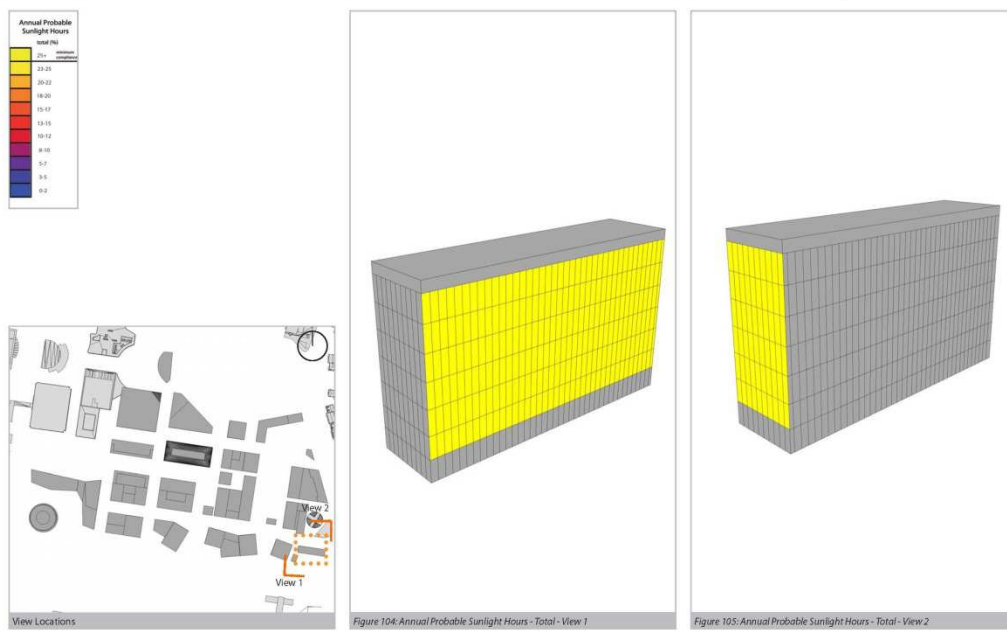 Annual Probable
Sunlight Hours
total (%)
25+ minimum compliance
23-25
20-22
18-20
15-17
13-15
10-12
8-10
5-7
3-5
0-2
View 2
View 1
View Locations
Figure 104: Annual Probable Sunlight Hours - Total - View 1
Figure 105: Annual Probable Sunlight Hours - Total - View 2